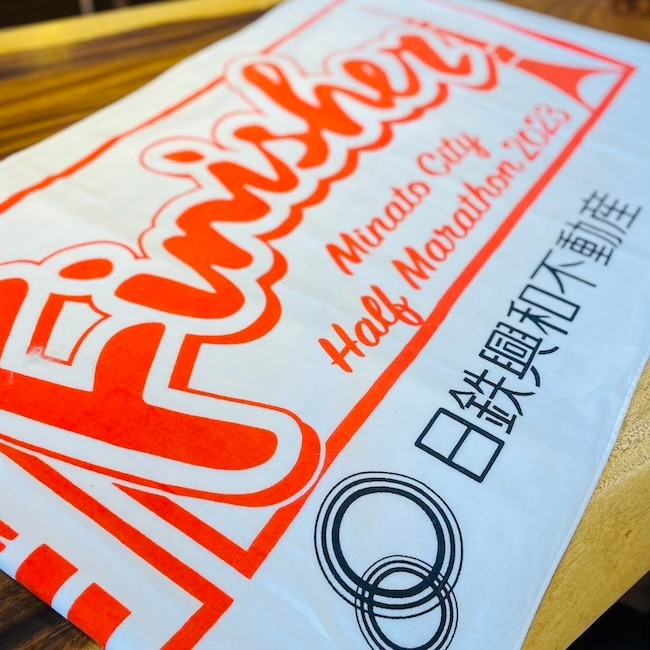 Finisher!
Minato City
Half Marathon 2023
日鉄興和不動産